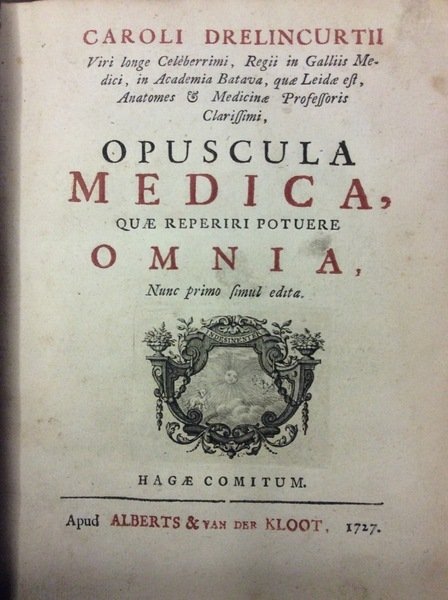 CAROLI DRELINCURTII
Viri longe Celeberrimi, Regii in Galliis Me-
dici, in Academia Batava, quæ Leidæ eſt,
Anatomes & Medicinæ Profeſſoris
Clariſſimi,
OPUSCULA
MEDICA,
QUÆ REPERIRI POTUERE
OMNIA,
Nunc primo ſimul edita.
HAGÆ COMITUM.
Apud ALBERTS & VAN DER KLOOT, 1727.